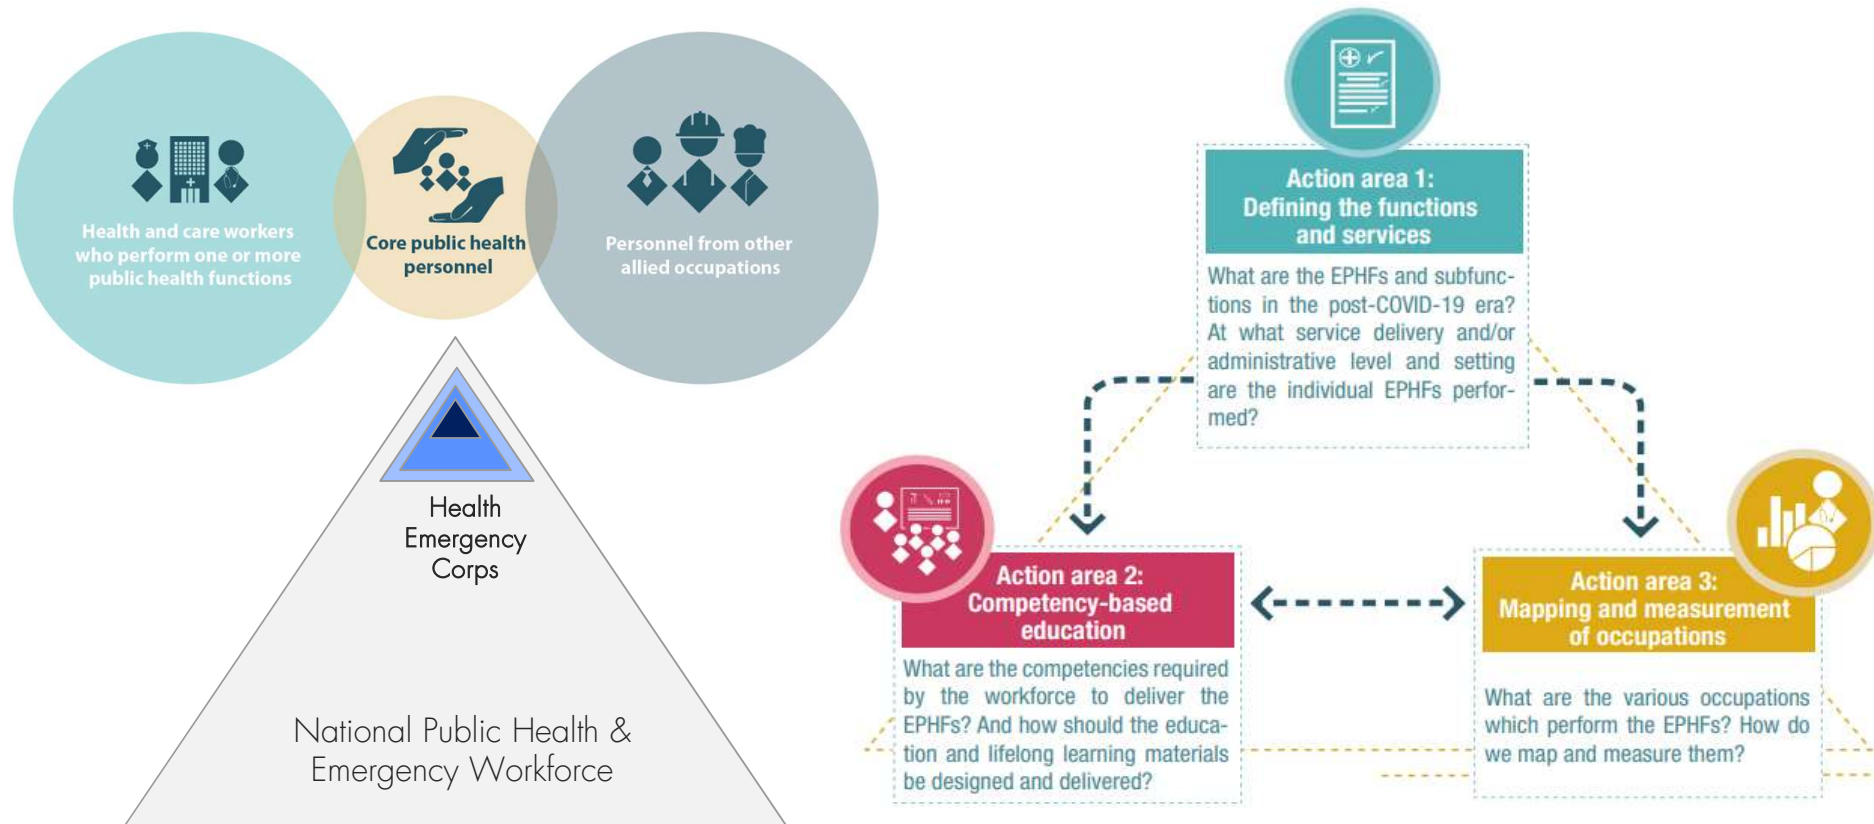 Health and care workers
who perform one or more
public health functions
Core public health
personnel
Personnel from other
allied occupations
Health
Emergency
Corps
National Public Health &
Emergency Workforce
Action area 1:
Defining the functions
and services
What are the EPHFs and subfunc-
tions in the post-COVID-19 era?
At what service delivery and/or
administrative level and setting
are the individual EPHFs perfor-
med?
Action area 2:
Competency-based
education
What are the competencies required
by the workforce to deliver the
EPHFs? And how should the educa-
tion and lifelong learning materials
be designed and delivered?
Action area 3:
Mapping and measurement
of occupations
What are the various occupations
which perform the EPHFs? How do
we map and measure them?